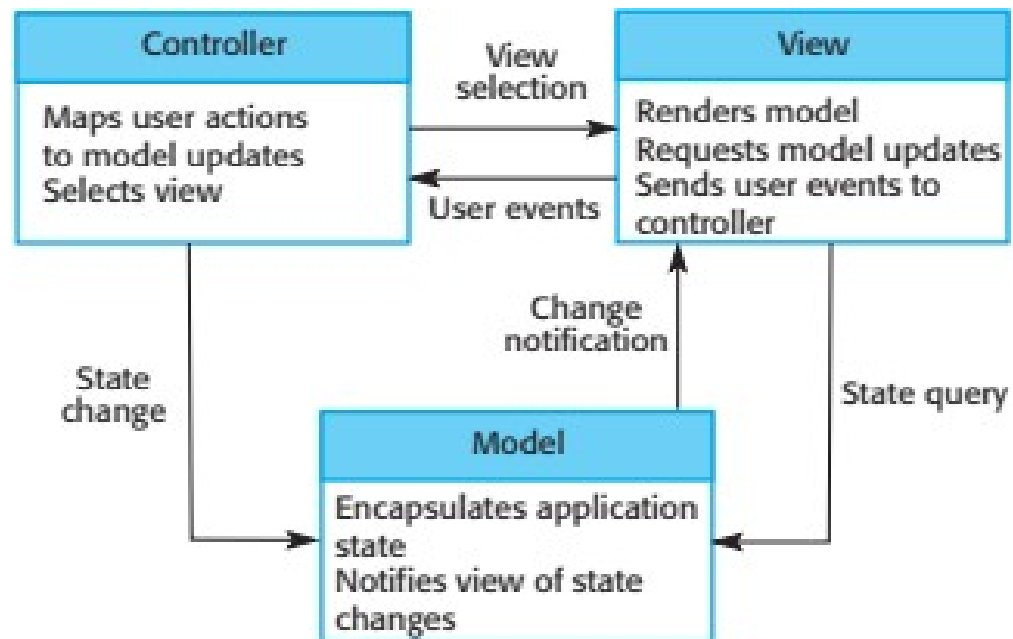 Controller
Maps user actions
to model updates
Selects view
View
selection
User events
View
Renders model
Requests model updates
Sends user events to
controller
State
change
Change
notification
State query
Model
Encapsulates application
state
Notifies view of state
changes